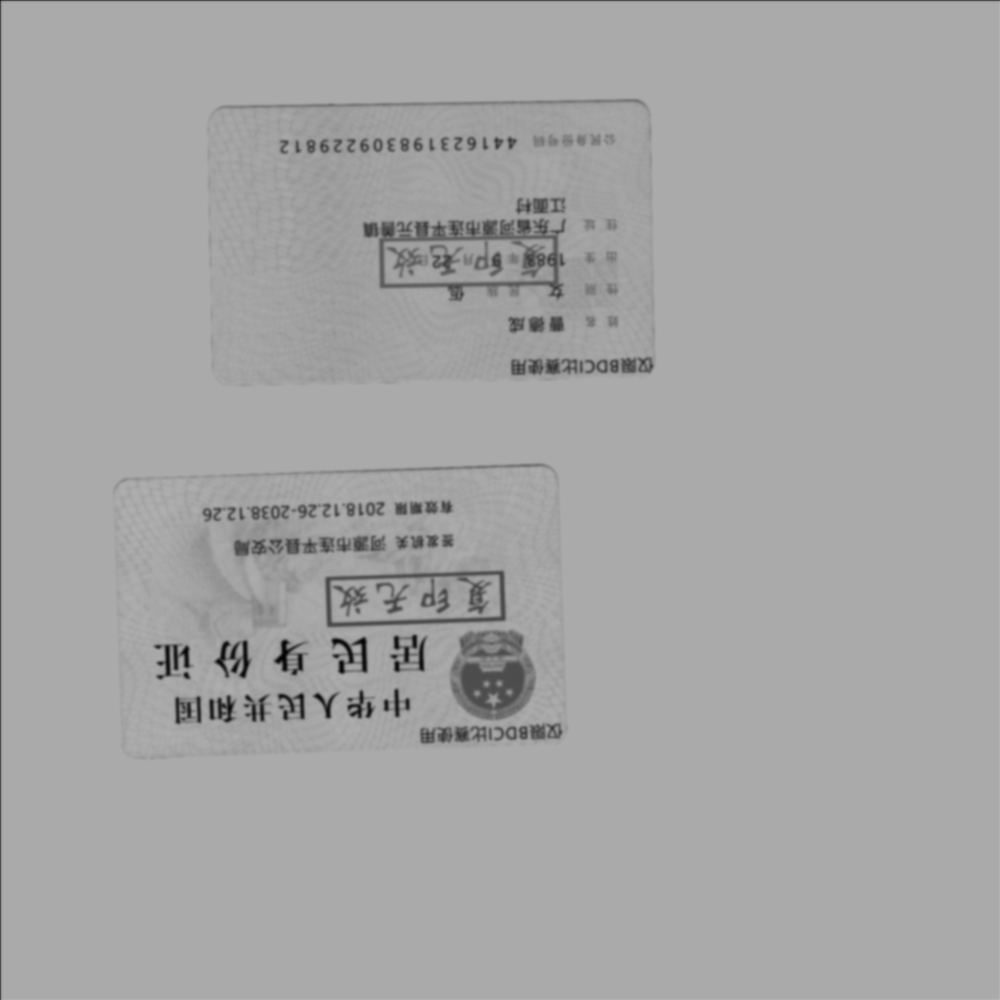 仅限BDCI比赛使用
中华人民共和国
居民身份证
复印无效
签发机关 河源市连平县公安局
有效期限 2018.12.26-2038.12.26
仅限BDCI比赛使用
姓名 曹德成
性别 女 民族 佤
出生 1983年9月22日
复印无效
住址 广东省河源市连平县元善镇
江面村
公民身份号码 441623198309229812